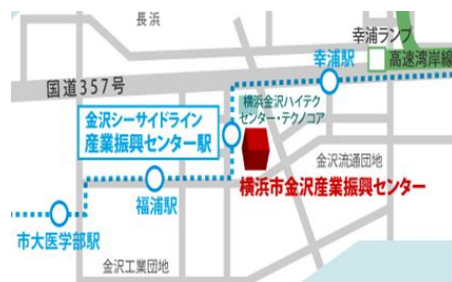 長浜
幸浦ランプ
幸浦駅
高速湾岸線
国道357号
横浜金沢ハイテク
センター・テクノコア
金沢シーサイドライン
産業振興センター駅
金沢流通団地
横浜市金沢産業振興センター
福浦駅
市大医学部駅
金沢工業団地